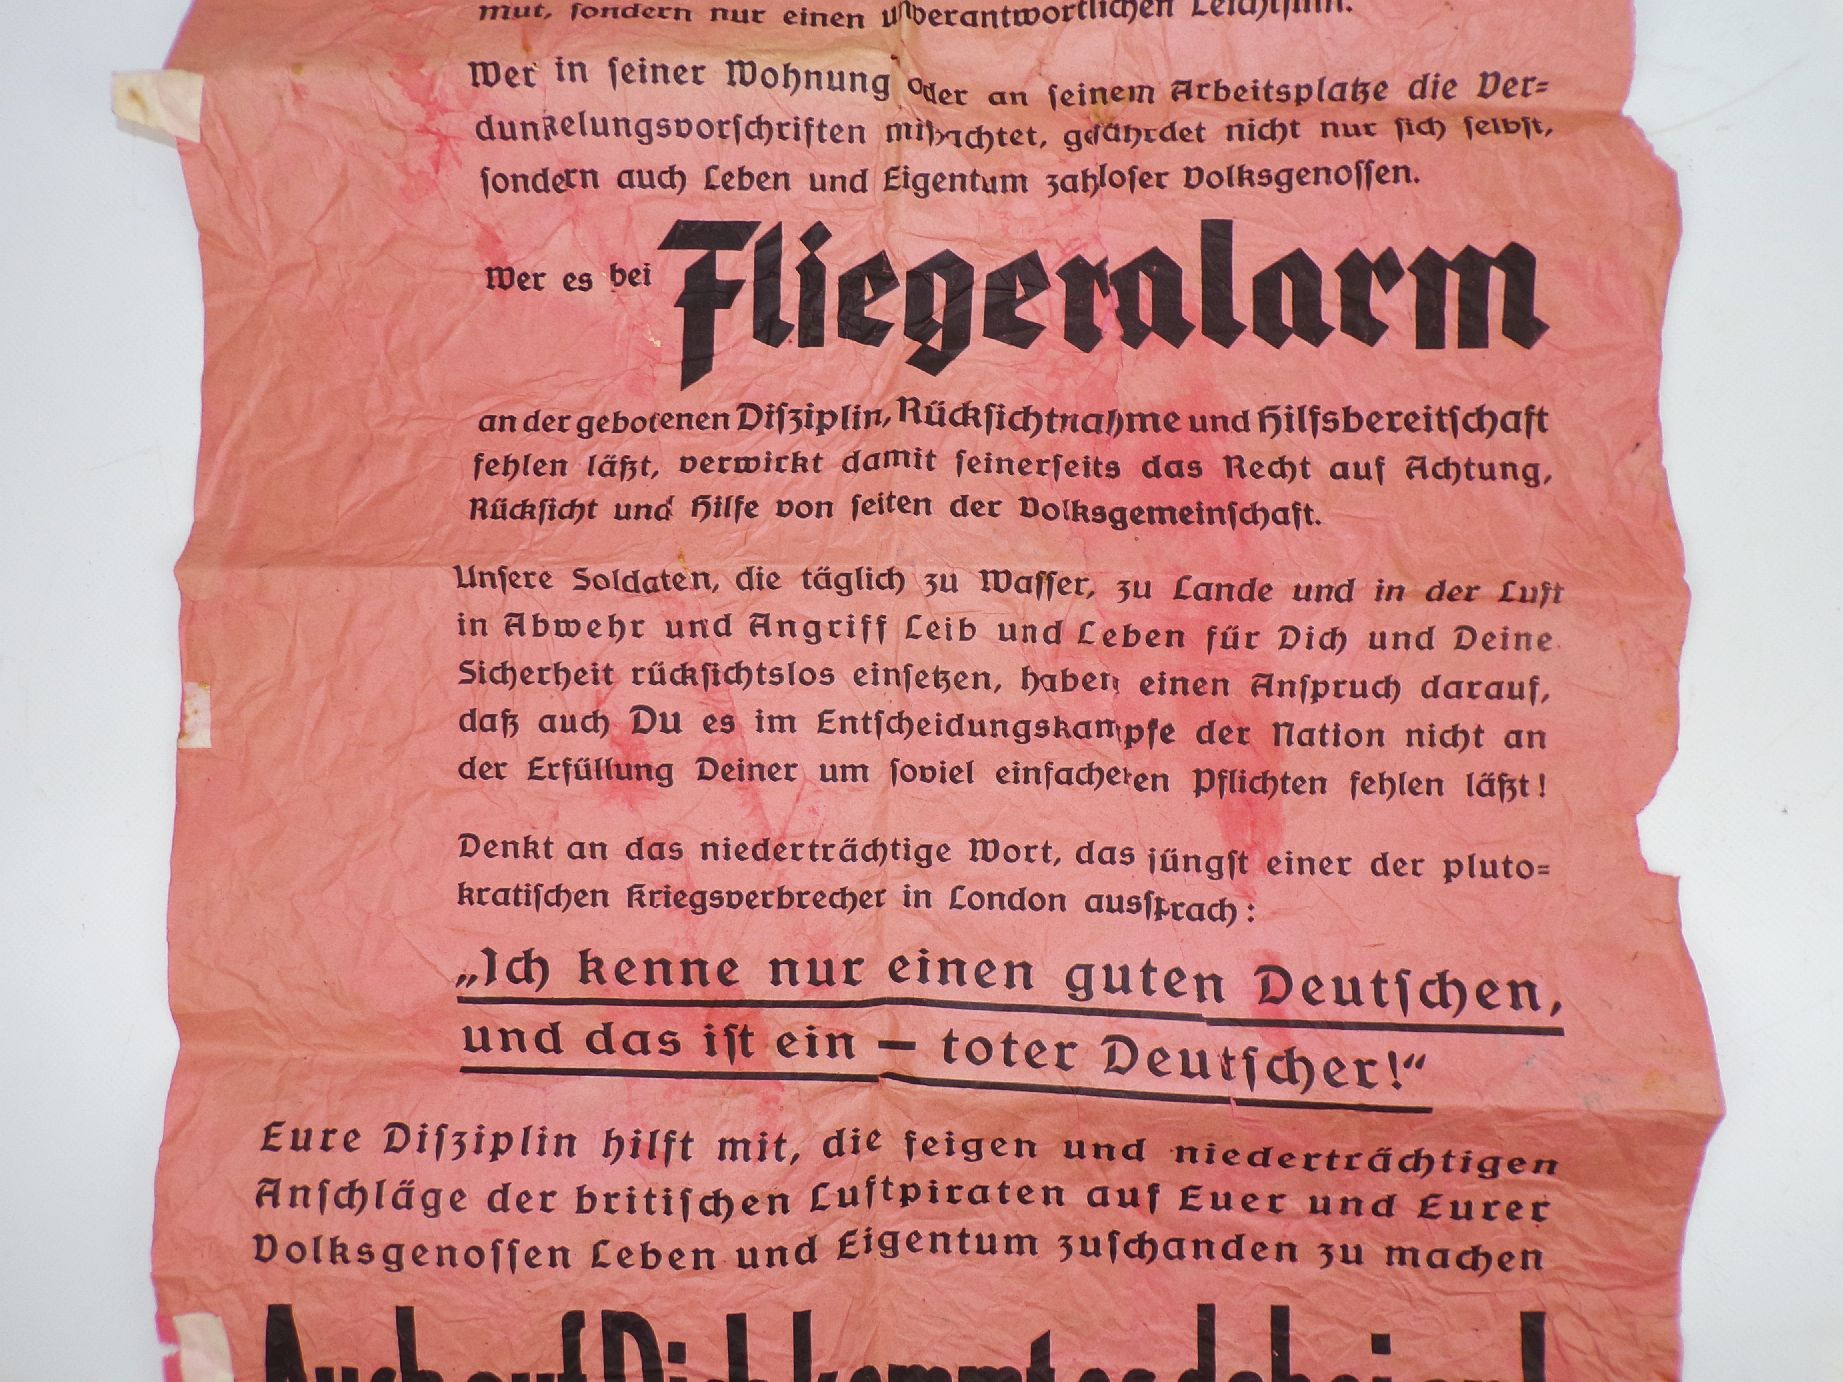 mut, sondern nur einen unverantwortlichen Leichtsinn.
Wer in seiner Wohnung oder an seinem Arbeitsplatze die Ver-
dunkelungsvorschriften mißachtet, gefährdet nicht nur sich selbst,
sondern auch Leben und Eigentum zahloser Volksgenossen.
Wer es bei Fliegeralarm
an der gebotenen Disziplin, Rücksichtnahme und Hilfsbereitschaft
fehlen läßt, verwirkt damit seinerseits das Recht auf Achtung,
Rücksicht und Hilfe von seiten der Volksgemeinschaft.
Unsere Soldaten, die täglich zu Wasser, zu Lande und in der Luft
in Abwehr und Angriff Leib und Leben für Dich und Deine
Sicherheit rücksichtslos einsetzen, haben einen Anspruch darauf,
daß auch DU es im Entscheidungskampfe der Nation nicht an
der Erfüllung Deiner um soviel einfacheren Pflichten fehlen läßt!
Denkt an das niederträchtige Wort, das jüngst einer der pluto-
kratischen Kriegsverbrecher in London aussprach:
„Ich kenne nur einen guten Deutschen,
und das ist ein — toter Deutscher!“
Eure Disziplin hilft mit, die feigen und niederträchtigen
Anschläge der britischen Luftpiraten auf Euer und Eurer
Volksgenossen Leben und Eigentum zuschanden zu machen
Auch auf Dich kommt es dabei an!